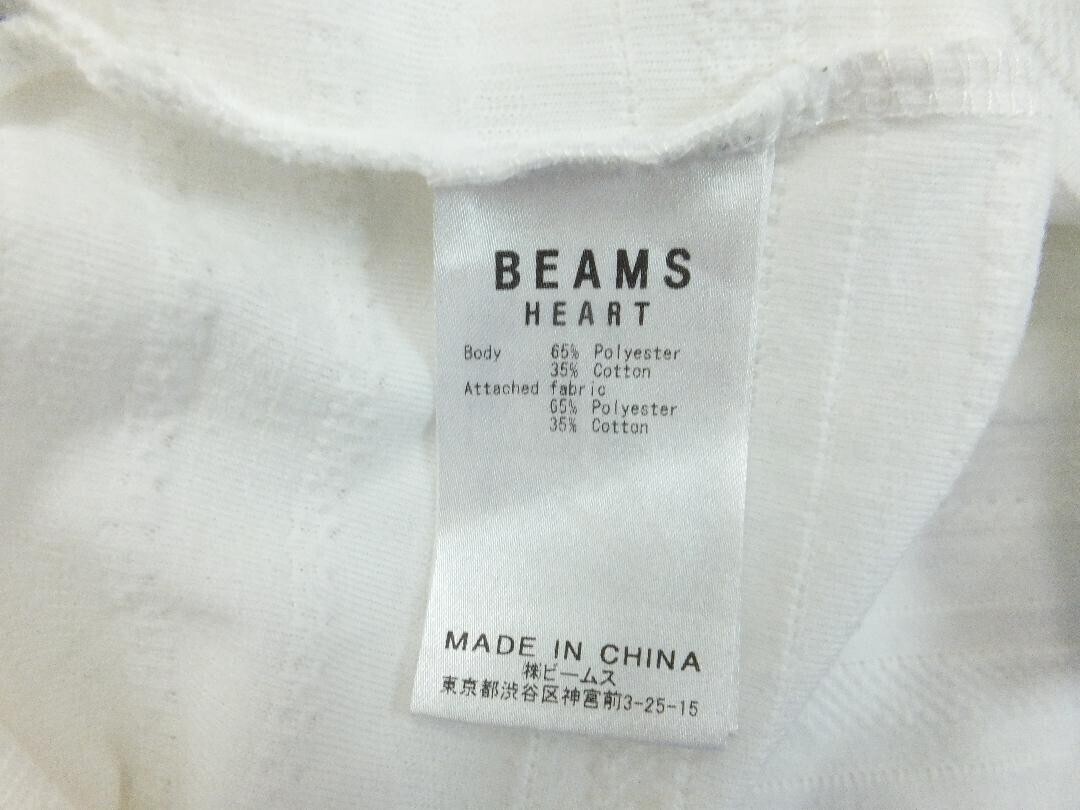 BEAMS
HEART
Body 65% Polyester
35% Cotton
Attached fabric
65% Polyester
35% Cotton
MADE IN CHINA
㈱ビームス
東京都渋谷区神宮前3-25-15